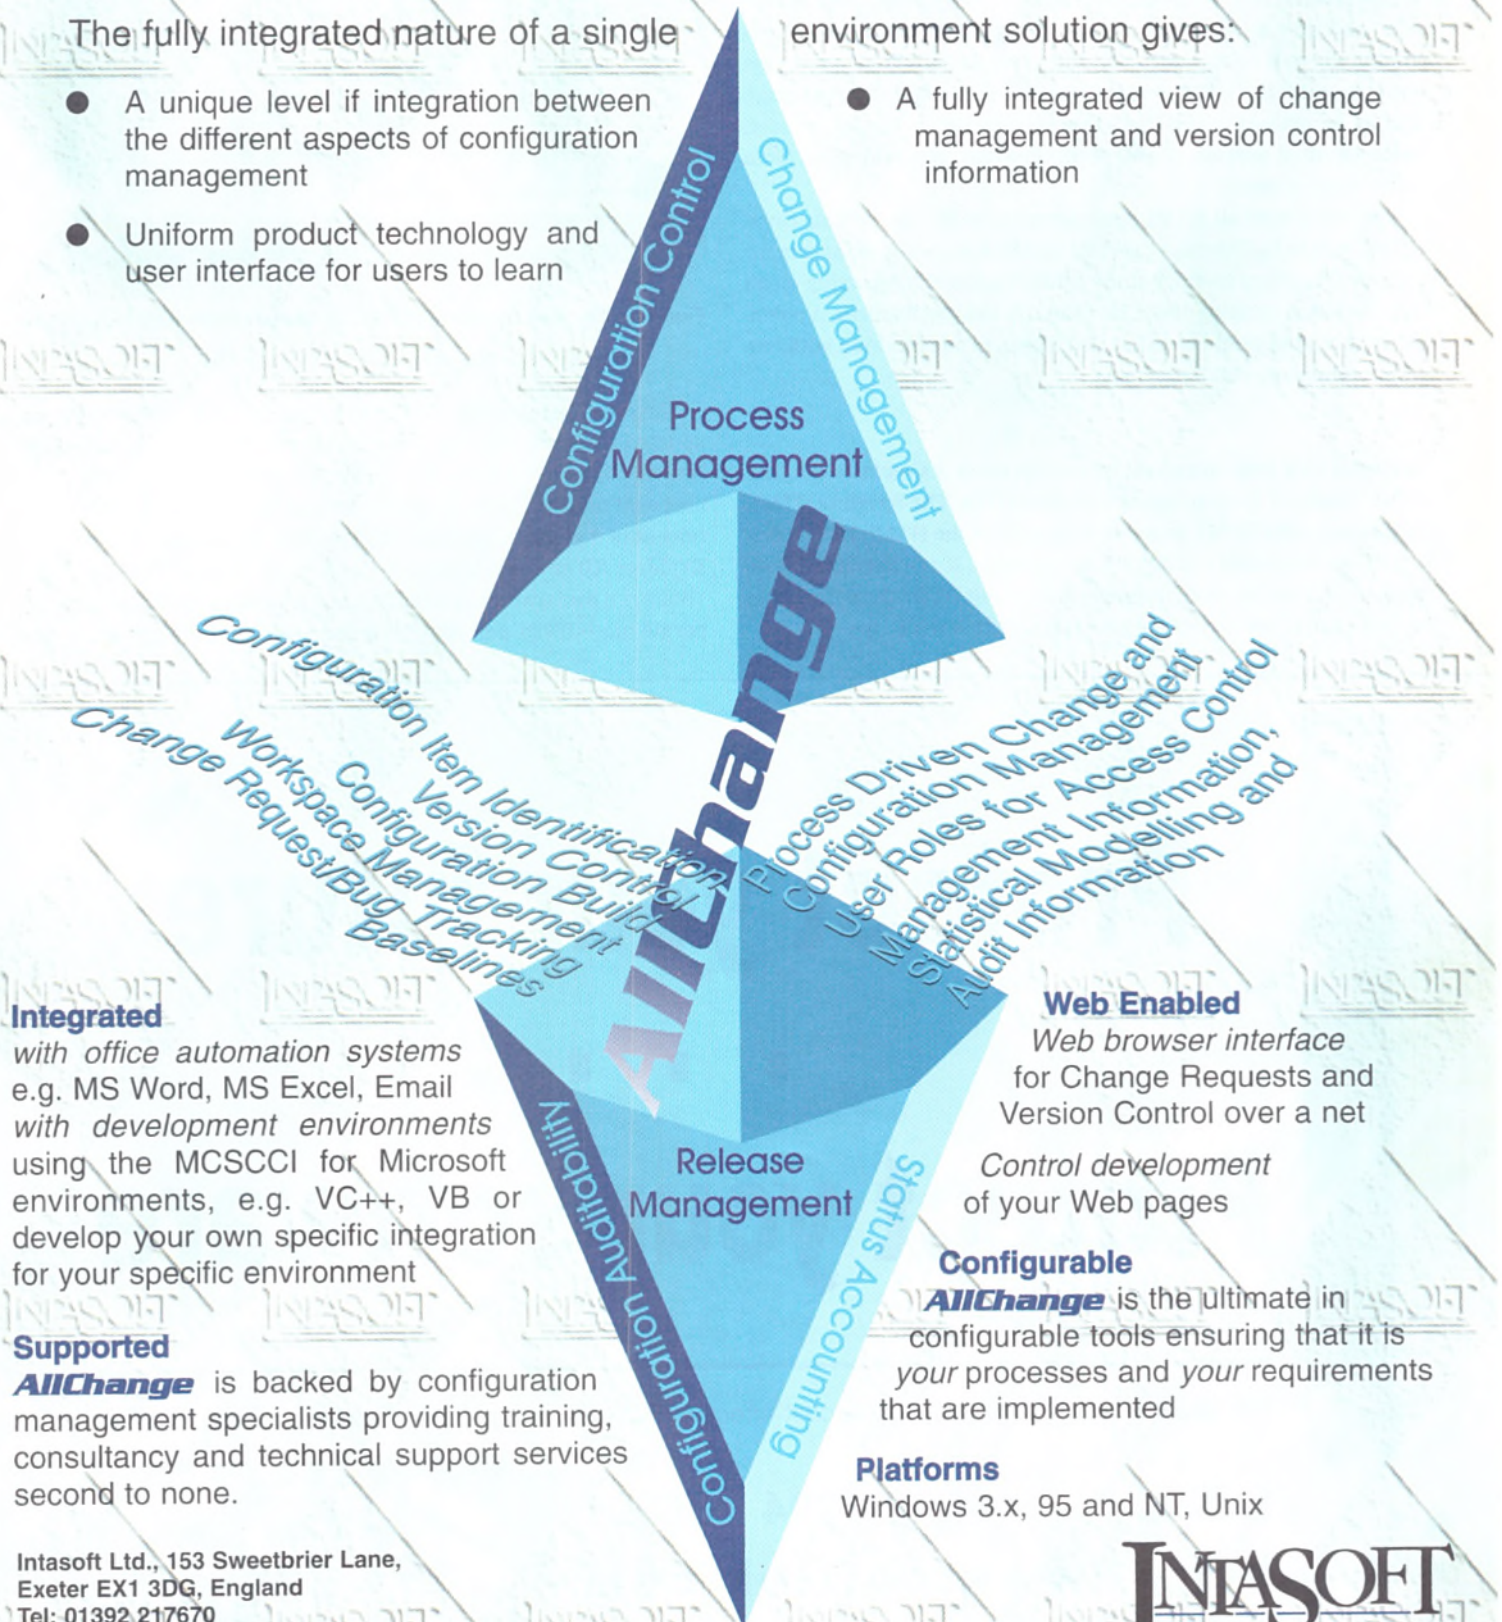 The fully integrated nature of a single environment solution gives:
● A unique level if integration between
the different aspects of configuration
management
● Uniform product technology and
user interface for users to learn
● A fully integrated view of change
management and version control
information
Configuration Control
Change Management
Process
Management
AllChange
Configuration Item Identification
Version Control
Configuration Build
Workspace Management
Change Request/Bug Tracking
Baselines
Process Driven Change and
Configuration Management
User Roles for Access Control
Management Information,
Statistical Modelling and
Audit Information
Release
Management
Configuration Auditability
Status Accounting
Integrated
with office automation systems
e.g. MS Word, MS Excel, Email
with development environments
using the MCSCCI for Microsoft
environments, e.g. VC++, VB or
develop your own specific integration
for your specific environment
Supported
AllChange is backed by configuration
management specialists providing training,
consultancy and technical support services
second to none.
Intasoft Ltd., 153 Sweetbrier Lane,
Exeter EX1 3DG, England
Tel: 01392 217670
Web Enabled
Web browser interface
for Change Requests and
Version Control over a net
Control development
of your Web pages
Configurable
AllChange is the ultimate in
configurable tools ensuring that it is
your processes and your requirements
that are implemented
Platforms
Windows 3.x, 95 and NT, Unix
INTASOFT